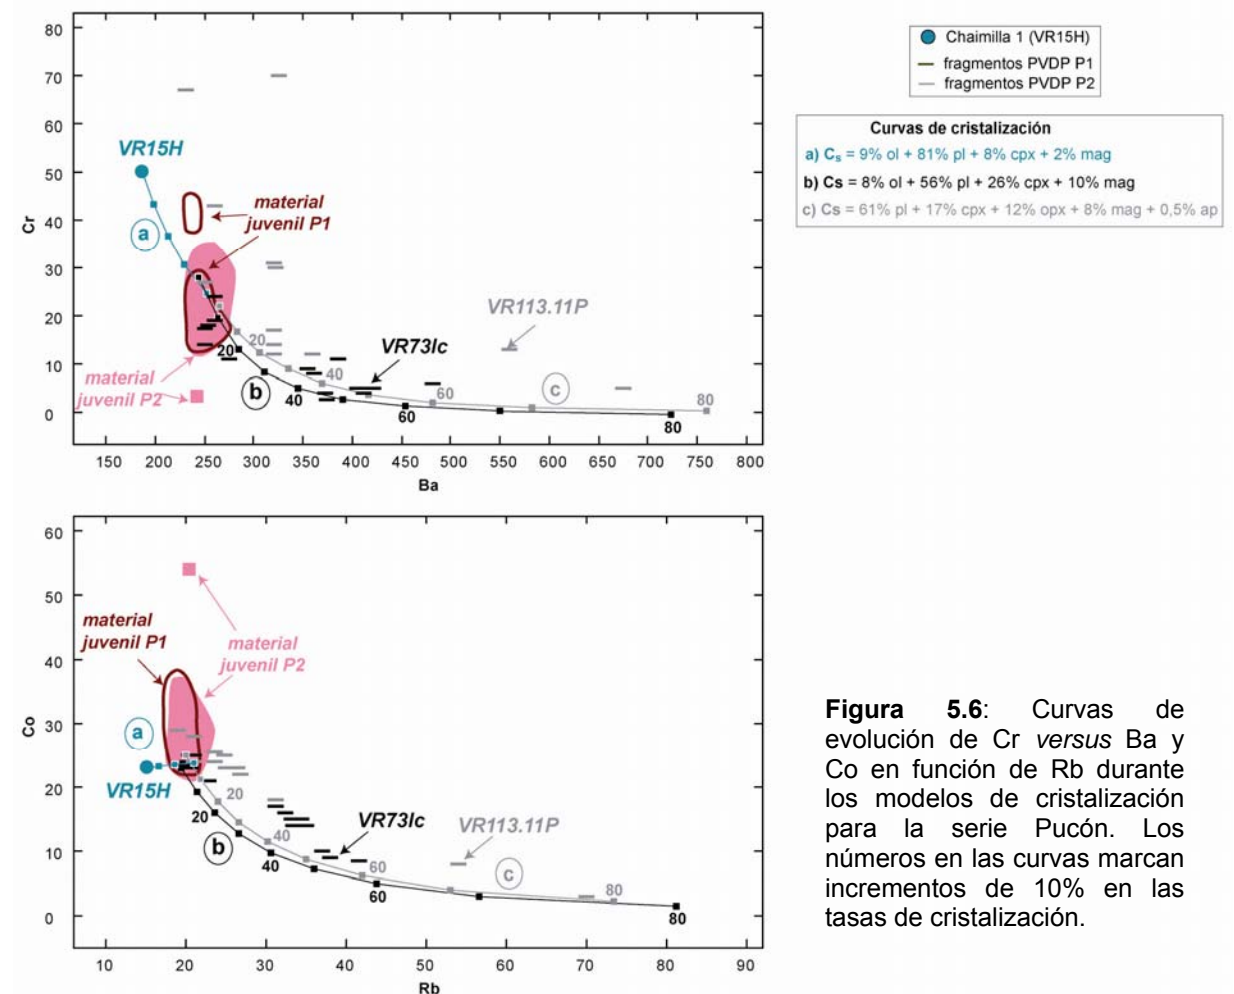 80
70
60
50
40
30
20
10
0
Cr
VR15H
a
material
juvenil P1
material
juvenil P2
20
b
40
60
80
VR73Ic
20
40
VR113.11P
60
c
80
150 200 250 300 350 400 450 500 550 600 650 700 750 800
Ba
Chaimilla 1 (VR15H)
fragmentos PVDP P1
fragmentos PVDP P2
Curvas de cristalización
a) Cs = 9% ol + 81% pl + 8% cpx + 2% mag
b) Cs = 8% ol + 56% pl + 26% cpx + 10% mag
c) Cs = 61% pl + 17% cpx + 12% opx + 8% mag + 0,5% ap
60
50
40
30
20
10
0
Co
material
juvenil P1
material
juvenil P2
a
VR15H
20
b
40
60
80
VR73Ic
20
40
VR113.11P
60
c
80
10 20 30 40 50 60 70 80 90
Rb
Figura 5.6: Curvas de
evolución de Cr versus Ba y
Co en función de Rb durante
los modelos de cristalización
para la serie Pucón. Los
números en las curvas marcan
incrementos de 10% en las
tasas de cristalización.